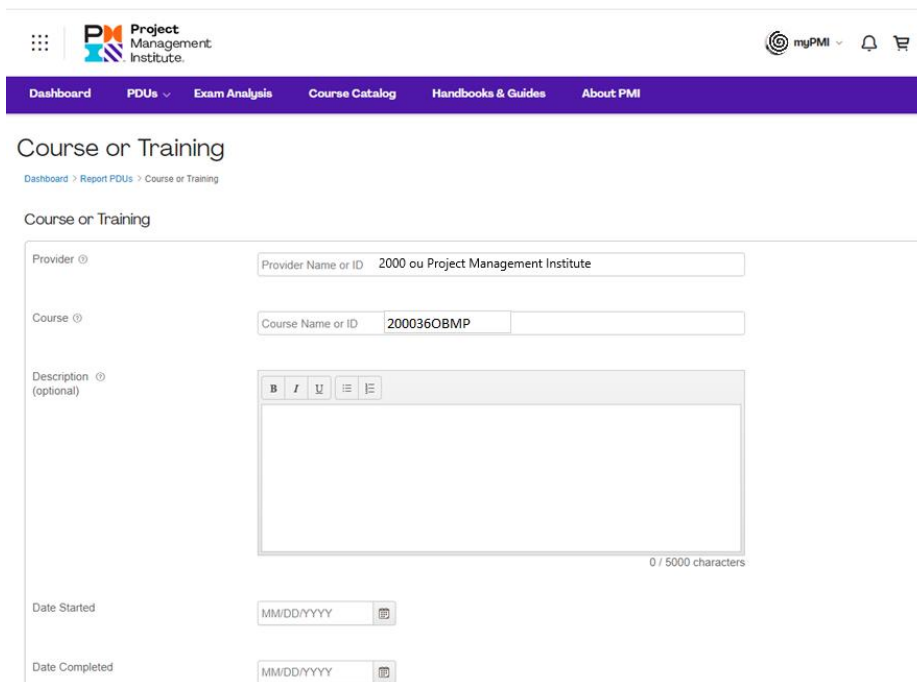 Project
Management
Institute.
myPMI
Dashboard PDUs Exam Analysis Course Catalog Handbooks & Guides About PMI
Course or Training
Dashboard > Report PDUs > Course or Training
Course or Training
Provider
Provider Name or ID 2000 ou Project Management Institute
Course
Course Name or ID 200036OBMP
Description
(optional)
B I U
0 / 5000 characters
Date Started
MM/DD/YYYY
Date Completed
MM/DD/YYYY